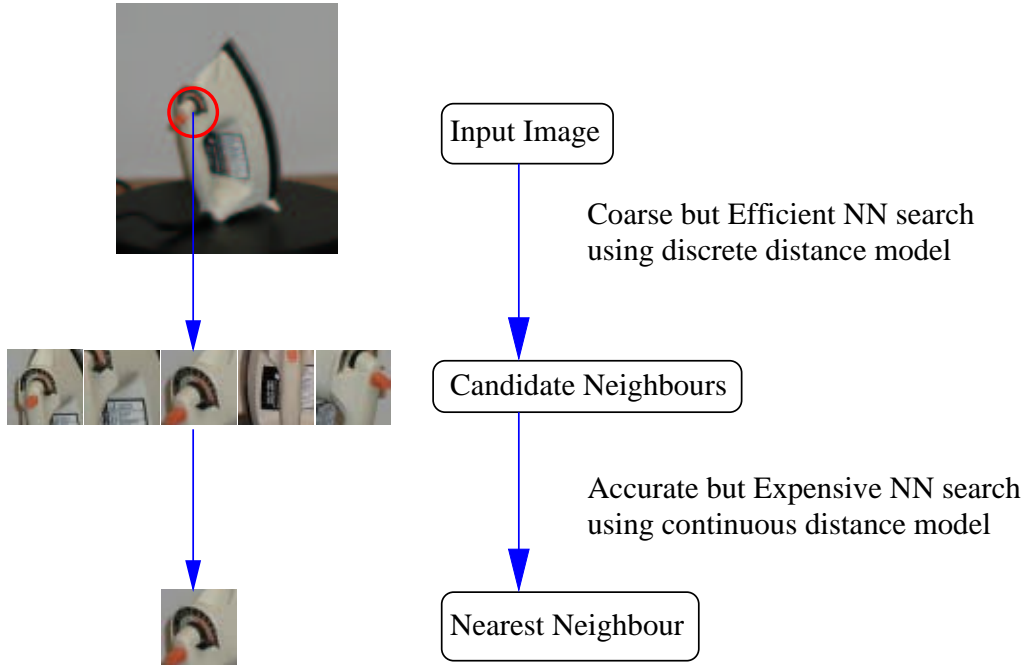 Input Image
Coarse but Efficient NN search
using discrete distance model
Candidate Neighbours
Accurate but Expensive NN search
using continuous distance model
Nearest Neighbour